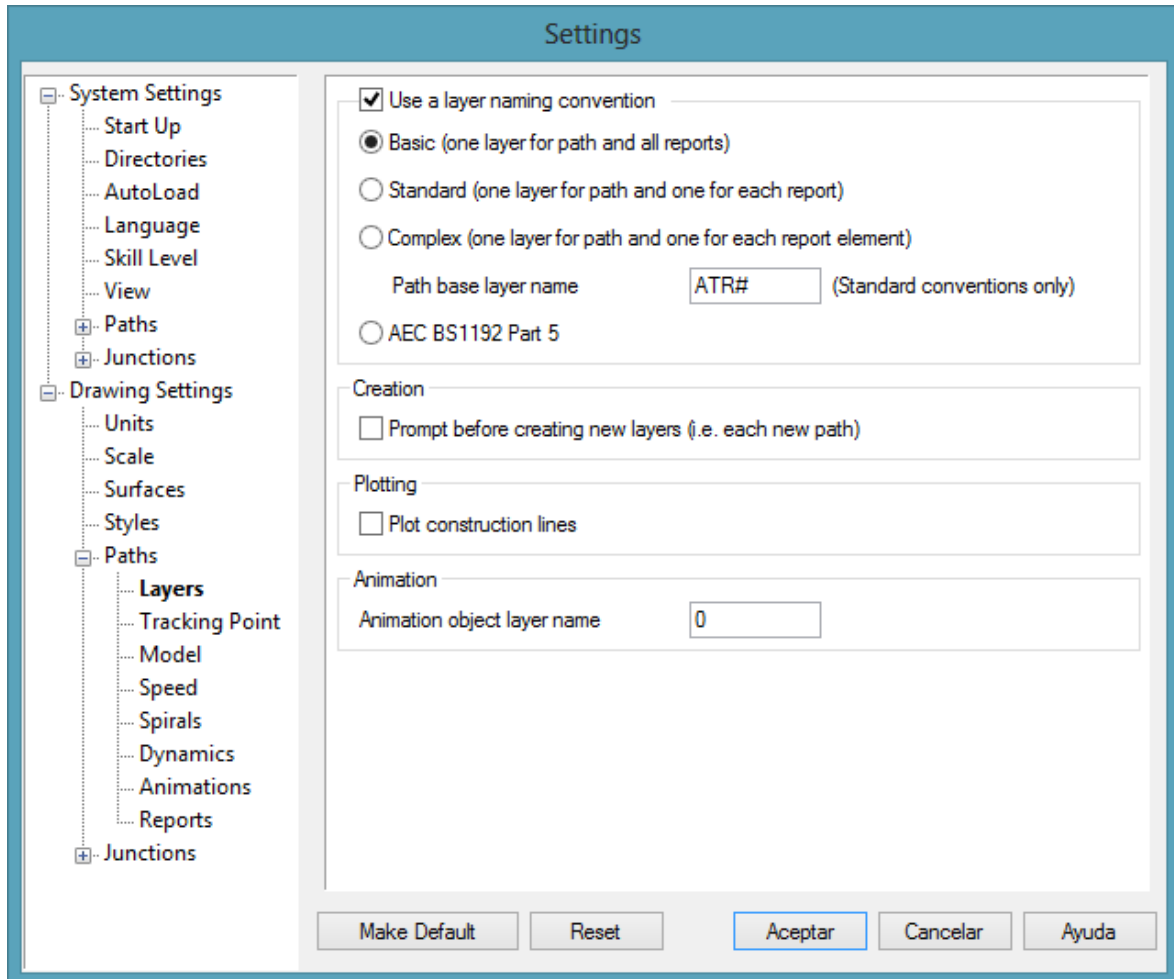 Settings
System Settings
Start Up
Directories
AutoLoad
Language
Skill Level
View
Paths
Junctions
Drawing Settings
Units
Scale
Surfaces
Styles
Paths
Layers
Tracking Point
Model
Speed
Spirals
Dynamics
Animations
Reports
Junctions
Use a layer naming convention
Basic (one layer for path and all reports)
Standard (one layer for path and one for each report)
Complex (one layer for path and one for each report element)
Path base layer name ATR# (Standard conventions only)
AEC BS1192 Part 5
Creation
Prompt before creating new layers (i.e. each new path)
Plotting
Plot construction lines
Animation
Animation object layer name 0
Make Default Reset Aceptar Cancelar Ayuda